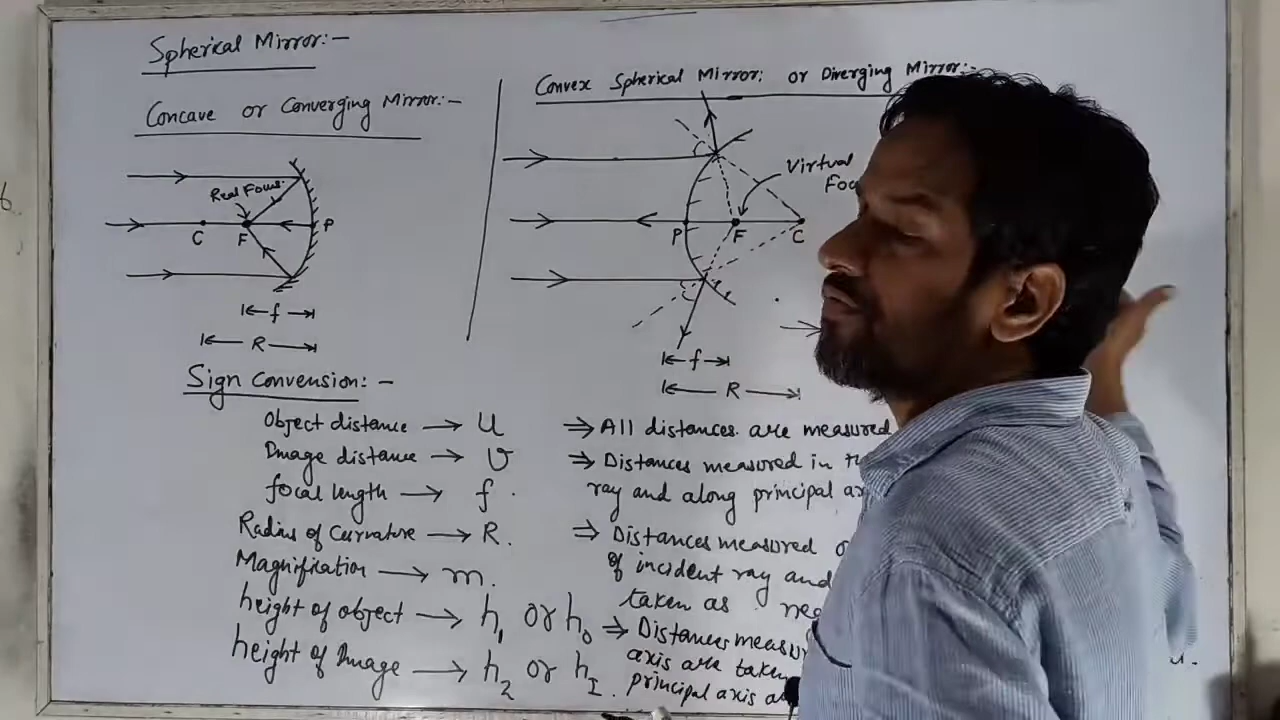 Spherical Mirror:-
Concave or Converging Mirror:-
Real Focus
C F P
f
R
Convex Spherical Mirror: or Diverging Mirror:-
Virtual
P F C
f
R
Sign Convension:-
Object distance → u
Image distance → v
focal length → f.
Radius of Curvature → R.
Magnification → m.
height of object → h₁ or h₀
height of Image → h₂ or h_I.
⇒ All distances are measured
⇒ Distances measured in
ray and along principal
⇒ Distances measured
of incident ray and
taken as
⇒ Distances
axis are taken
principal axis